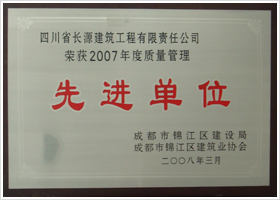 四川省长源建筑工程有限责任公司
荣获2007年度质量管理
先进单位
成都市锦江区建设局
成都市锦江区建筑业协会
二〇〇八年三月